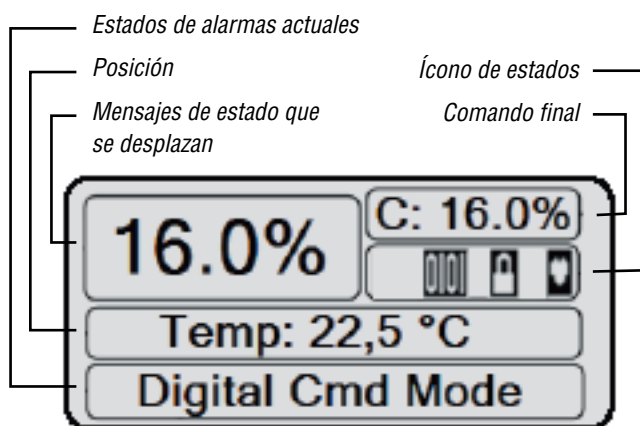 Estados de alarmas actuales
Posición
Ícono de estados
Mensajes de estado que
se desplazan
Comando final
16.0%
C: 16.0%
Temp: 22,5 °C
Digital Cmd Mode